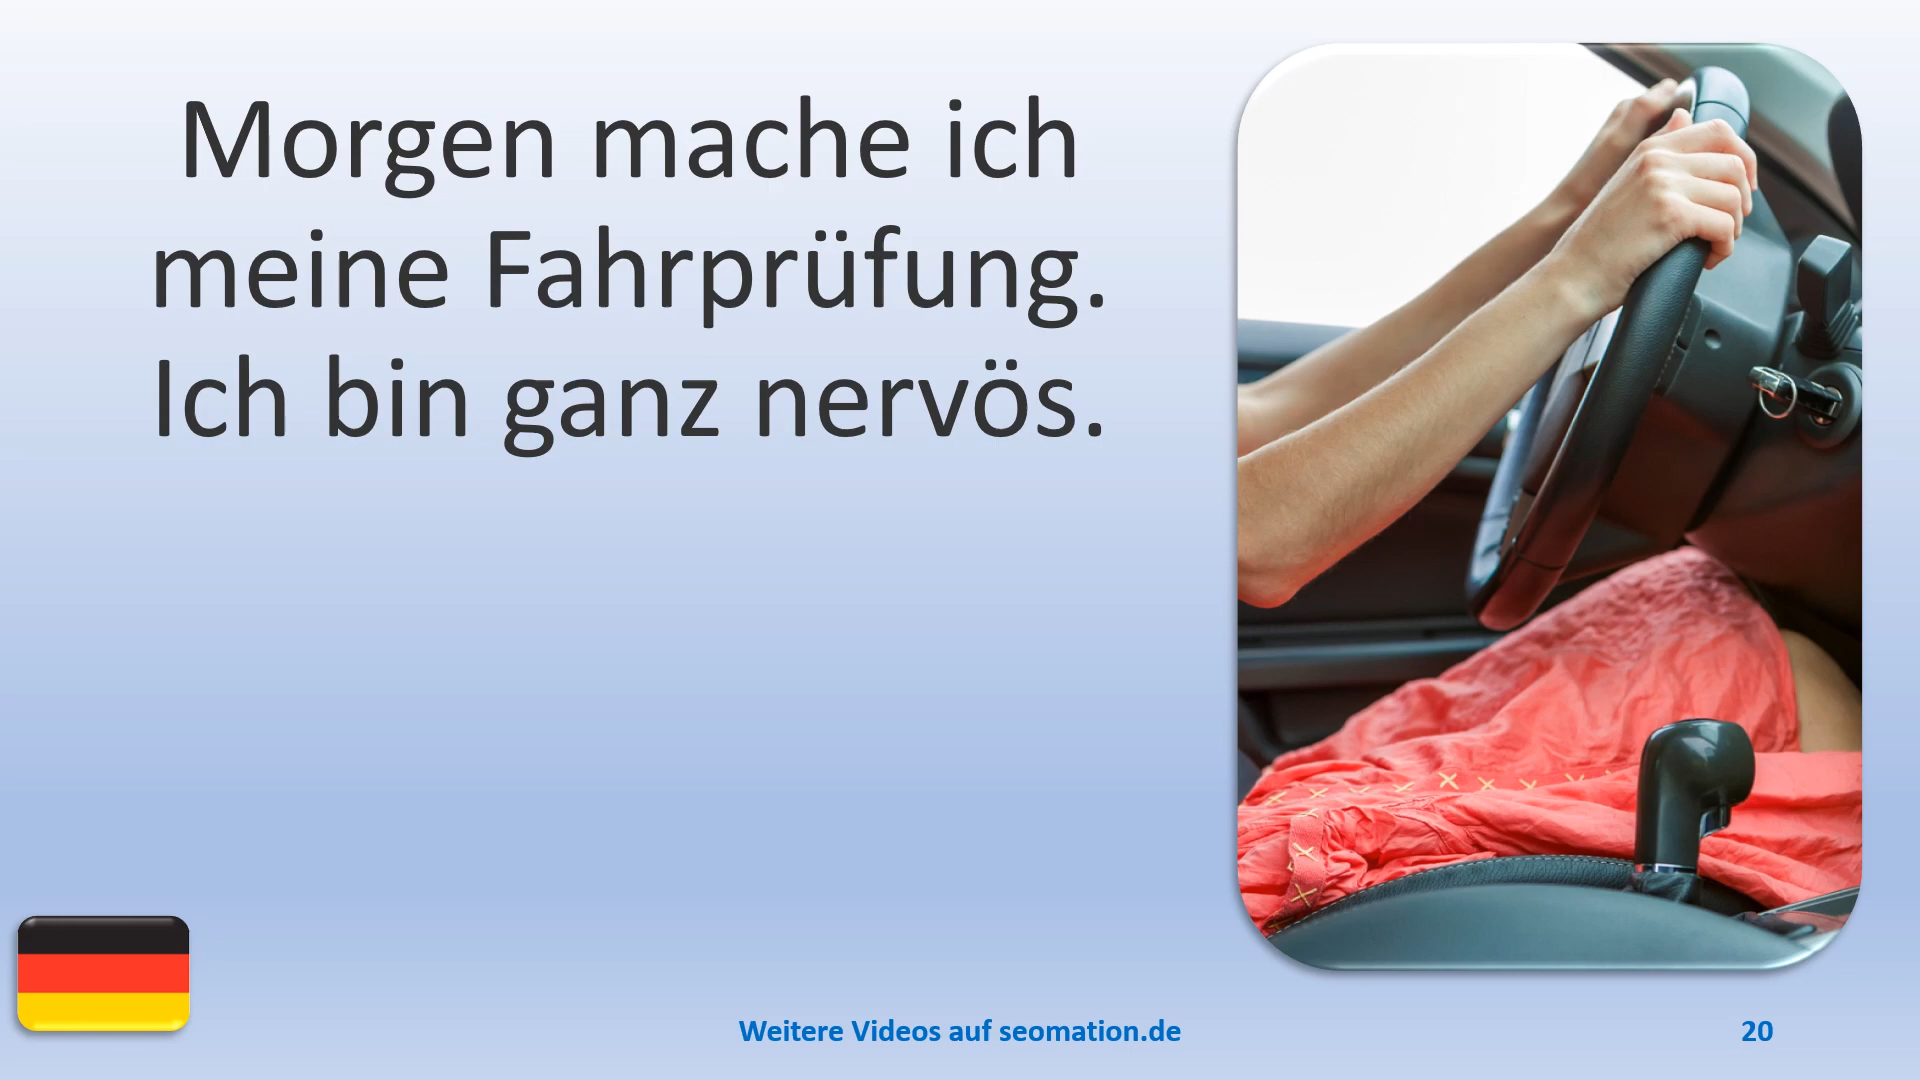 Morgen mache ich
meine Fahrprüfung.
Ich bin ganz nervös.
Weitere Videos auf seomation.de
20